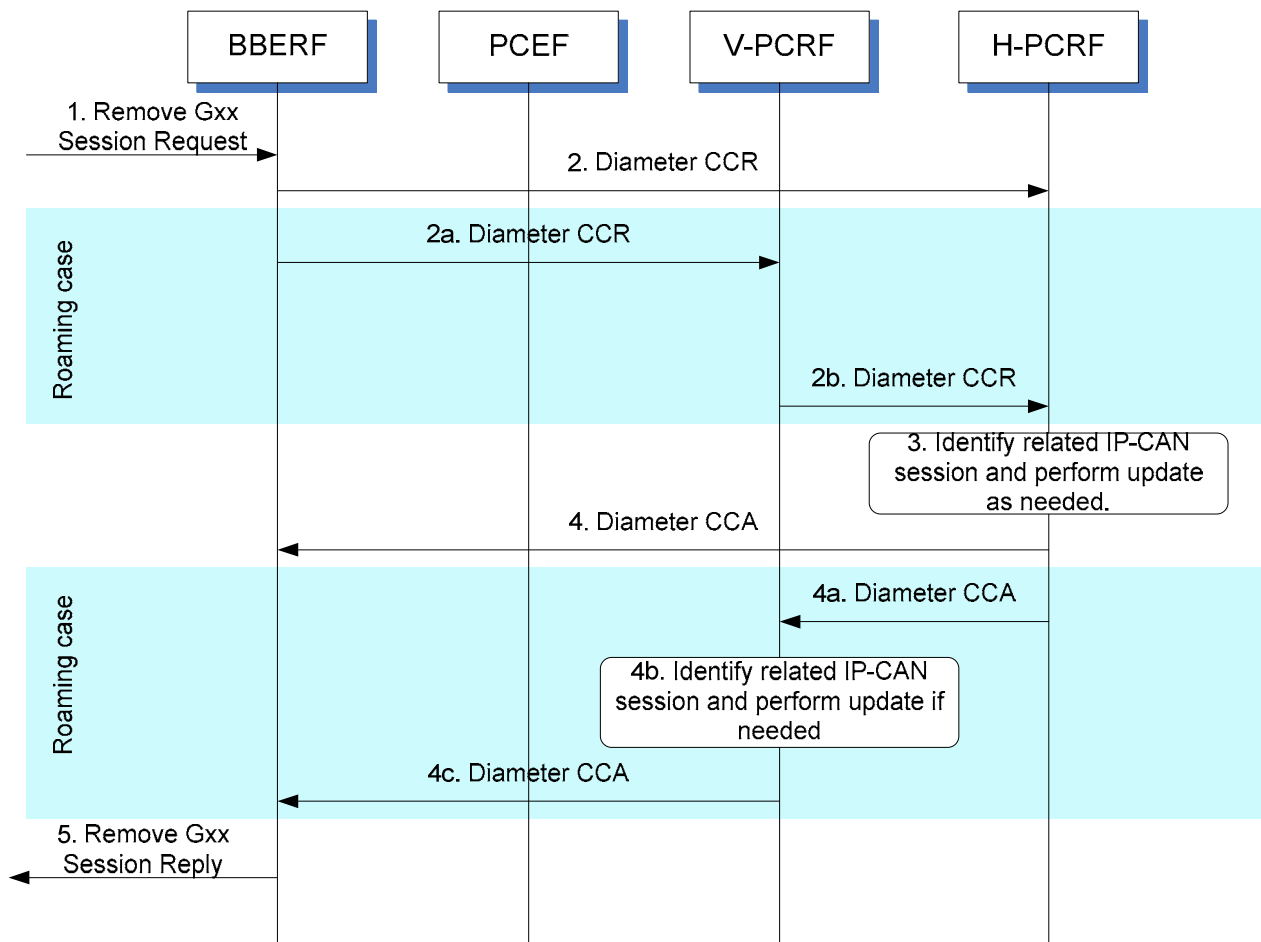 BBERF
PCEF
V-PCRF
H-PCRF
1. Remove Gxx
Session Request
2. Diameter CCR
Roaming case
2a. Diameter CCR
2b. Diameter CCR
3. Identify related IP-CAN
session and perform update
as needed.
4. Diameter CCA
Roaming case
4a. Diameter CCA
4b. Identify related IP-CAN
session and perform update if
needed
4c. Diameter CCA
5. Remove Gxx
Session Reply